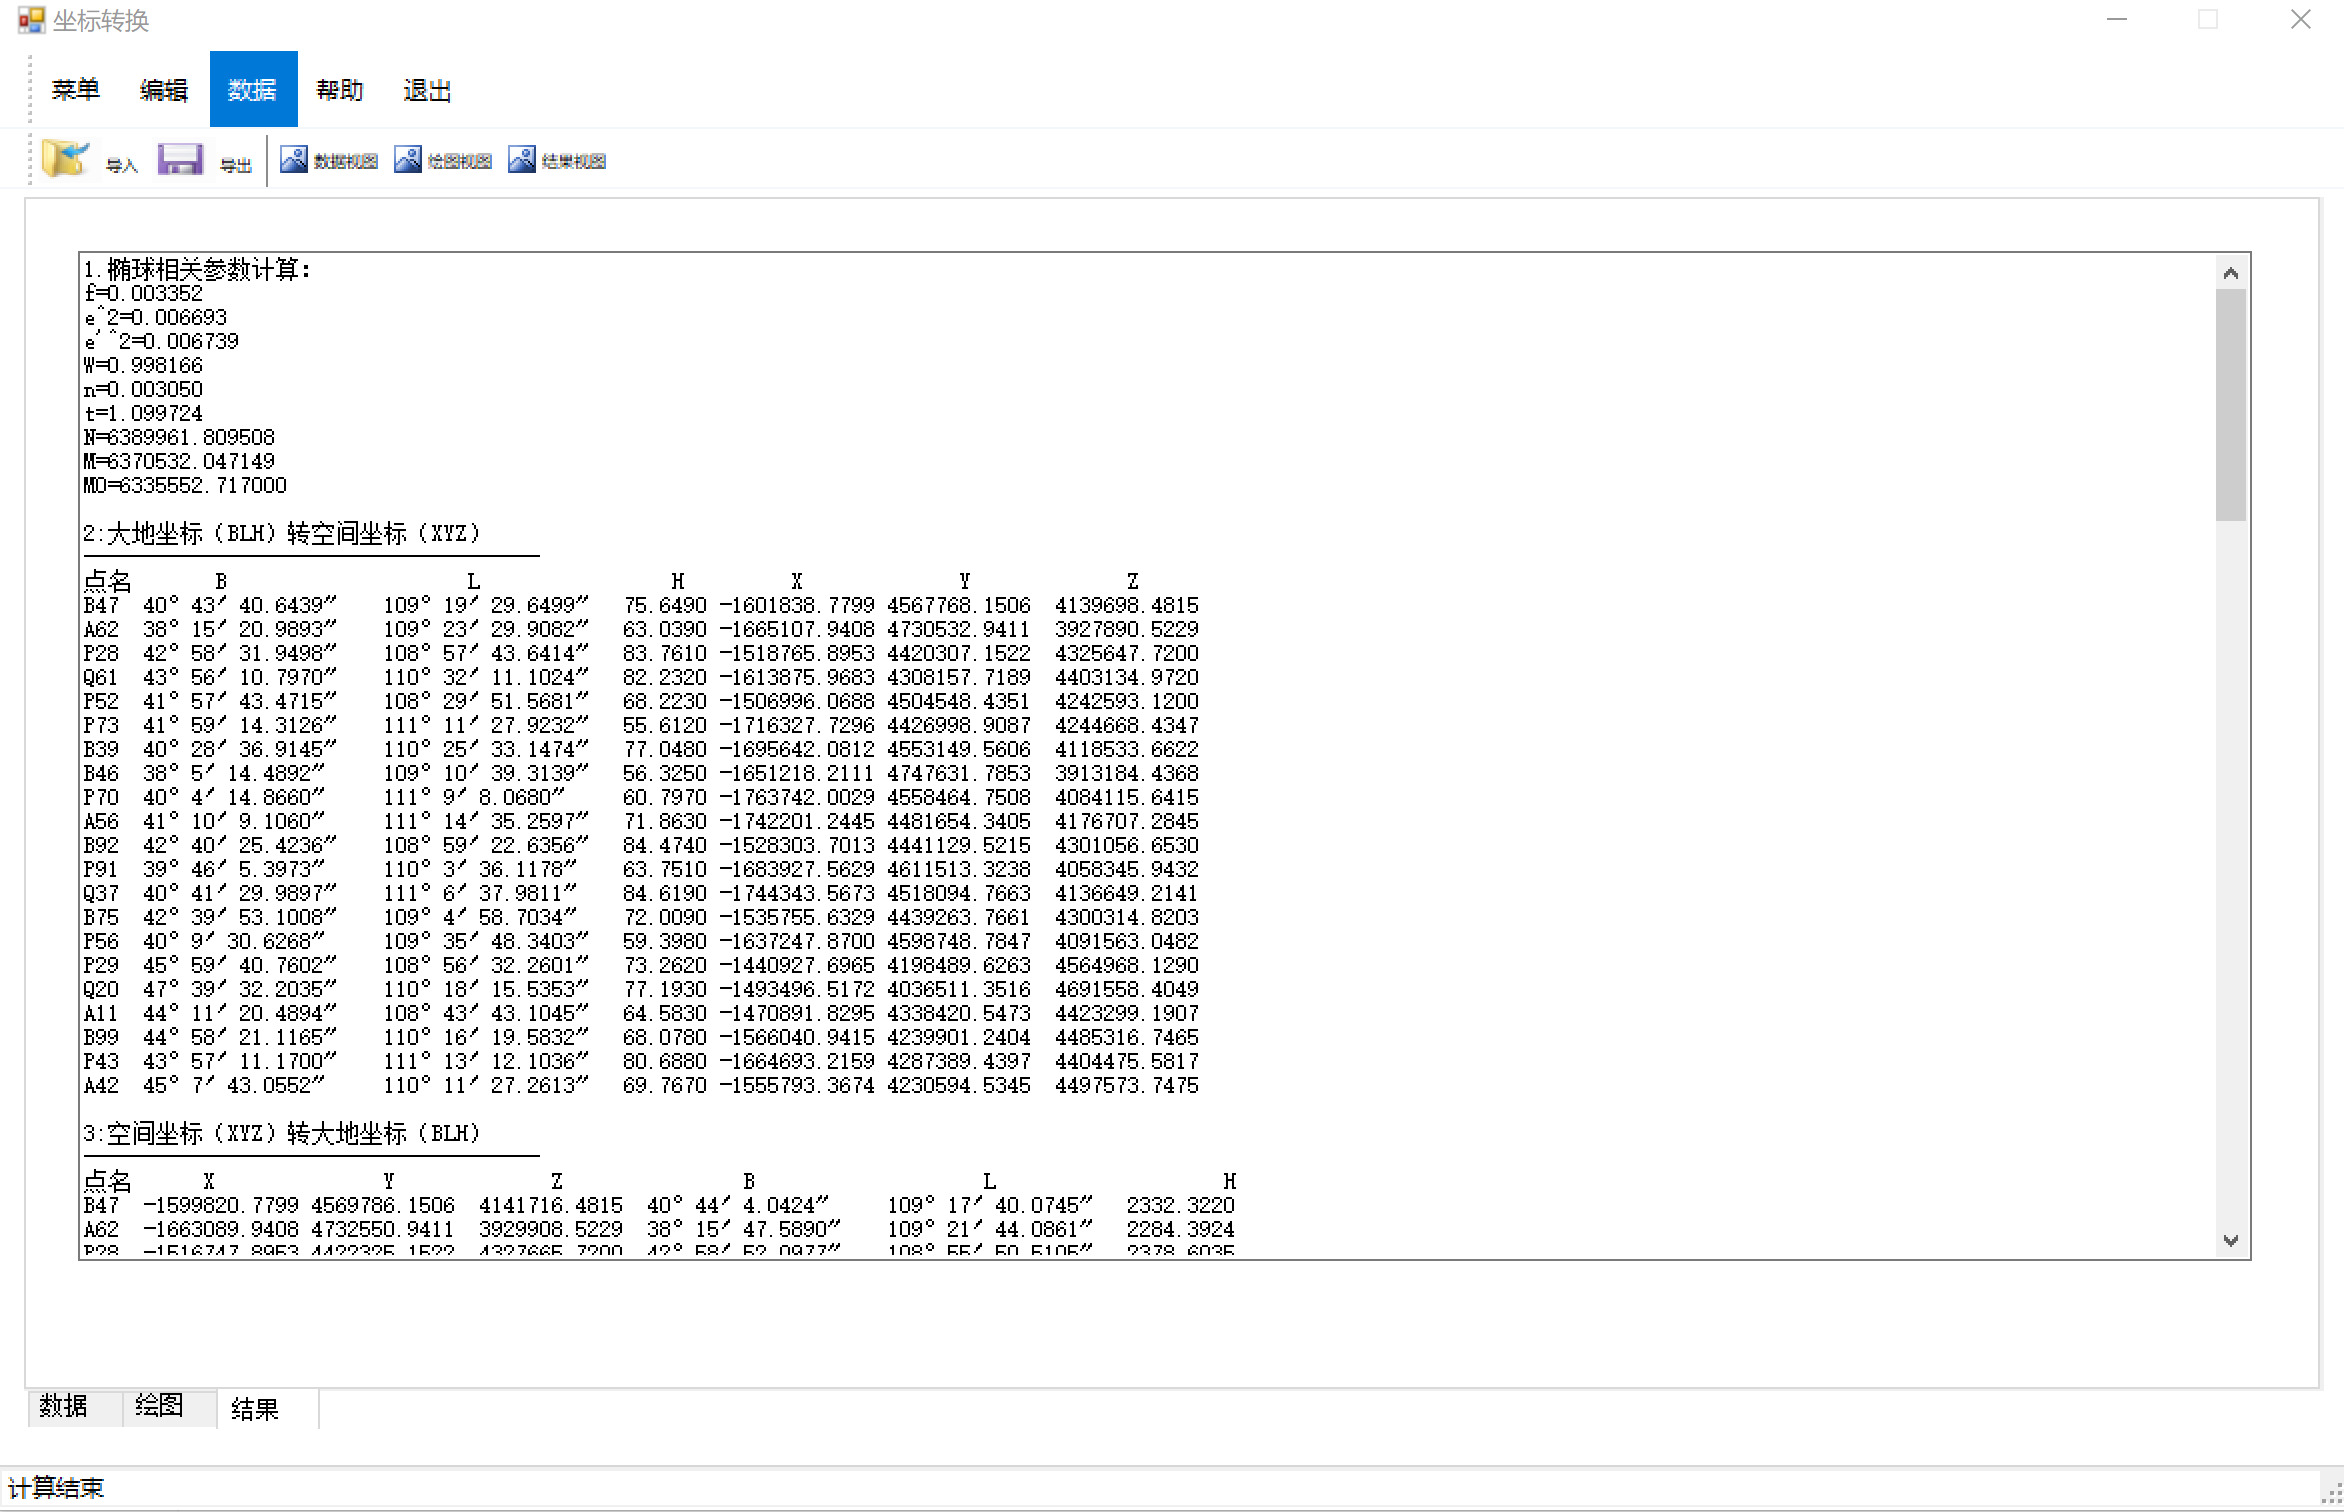 坐标转换
菜单 编辑 数据 帮助 退出
导入 导出 数据视图 绘图视图 结果视图
1.椭球相关参数计算:
f=0.003352
e^2=0.006693
e'^2=0.006739
W=0.998166
n=0.003050
t=1.099724
N=6389961.809508
M=6370532.047149
M0=6335552.717000
2:大地坐标（BLH）转空间坐标（XYZ）
点名 B L H X Y Z
B47 40° 43′ 40.6439″ 109° 19′ 29.6499″ 75.6490 -1601838.7799 4567768.1506 4139698.4815
A62 38° 15′ 20.9893″ 109° 23′ 29.9082″ 63.0390 -1665107.9408 4730532.9411 3927890.5229
P28 42° 58′ 31.9498″ 108° 57′ 43.6414″ 83.7610 -1518765.8953 4420307.1522 4325647.7200
Q61 43° 56′ 10.7970″ 110° 32′ 11.1024″ 82.2320 -1613875.9683 4308157.7189 4403134.9720
P52 41° 57′ 43.4715″ 108° 29′ 51.5681″ 68.2230 -1506996.0688 4504548.4351 4242593.1200
P73 41° 59′ 14.3126″ 111° 11′ 27.9232″ 55.6120 -1716327.7296 4426998.9087 4244668.4347
B39 40° 28′ 36.9145″ 110° 25′ 33.1474″ 77.0480 -1695642.0812 4553149.5606 4118533.6622
B46 38° 5′ 14.4892″ 109° 10′ 39.3139″ 56.3250 -1651218.2111 4747631.7853 3913184.4368
P70 40° 4′ 14.8660″ 111° 9′ 8.0680″ 60.7970 -1763742.0029 4558464.7508 4084115.6415
A56 41° 10′ 9.1060″ 111° 14′ 35.2597″ 71.8630 -1742201.2445 4481654.3405 4176707.2845
B92 42° 40′ 25.4236″ 108° 59′ 22.6356″ 84.4740 -1528303.7013 4441129.5215 4301056.6530
P91 39° 46′ 5.3973″ 110° 3′ 36.1178″ 63.7510 -1683927.5629 4611513.3238 4058345.9432
Q37 40° 41′ 29.9897″ 111° 6′ 37.9811″ 84.6190 -1744343.5673 4518094.7663 4136649.2141
B75 42° 39′ 53.1008″ 109° 4′ 58.7034″ 72.0090 -1535755.6329 4439263.7661 4300314.8203
P56 40° 9′ 30.6268″ 109° 35′ 48.3403″ 59.3980 -1637247.8700 4598748.7847 4091563.0482
P29 45° 59′ 40.7602″ 108° 56′ 32.2601″ 73.2620 -1440927.6965 4198489.6263 4564968.1290
Q20 47° 39′ 32.2035″ 110° 18′ 15.5353″ 77.1930 -1493496.5172 4036511.3516 4691558.4049
A11 44° 11′ 20.4894″ 108° 43′ 43.1045″ 64.5830 -1470891.8295 4338420.5473 4423299.1907
B99 44° 58′ 21.1165″ 110° 16′ 19.5832″ 68.0780 -1566040.9415 4239901.2404 4485316.7465
P43 43° 57′ 11.1700″ 111° 13′ 12.1036″ 80.6880 -1664693.2159 4287389.4397 4404475.5817
A42 45° 7′ 43.0552″ 110° 11′ 27.2613″ 69.7670 -1555793.3674 4230594.5345 4497573.7475
3:空间坐标（XYZ）转大地坐标（BLH）
点名 X Y Z B L H
B47 -1599820.7799 4569786.1506 4141716.4815 40° 44′ 4.0424″ 109° 17′ 40.0745″ 2332.3220
A62 -1663089.9408 4732550.9411 3929908.5229 38° 15′ 47.5890″ 109° 21′ 44.0861″ 2284.3924
P28 -1516747.8953 4422325.1522 4327665.7200 42° 58′ 52.0977″ 108° 55′ 50.5105″ 2378.6035
数据 绘图 结果
计算结束